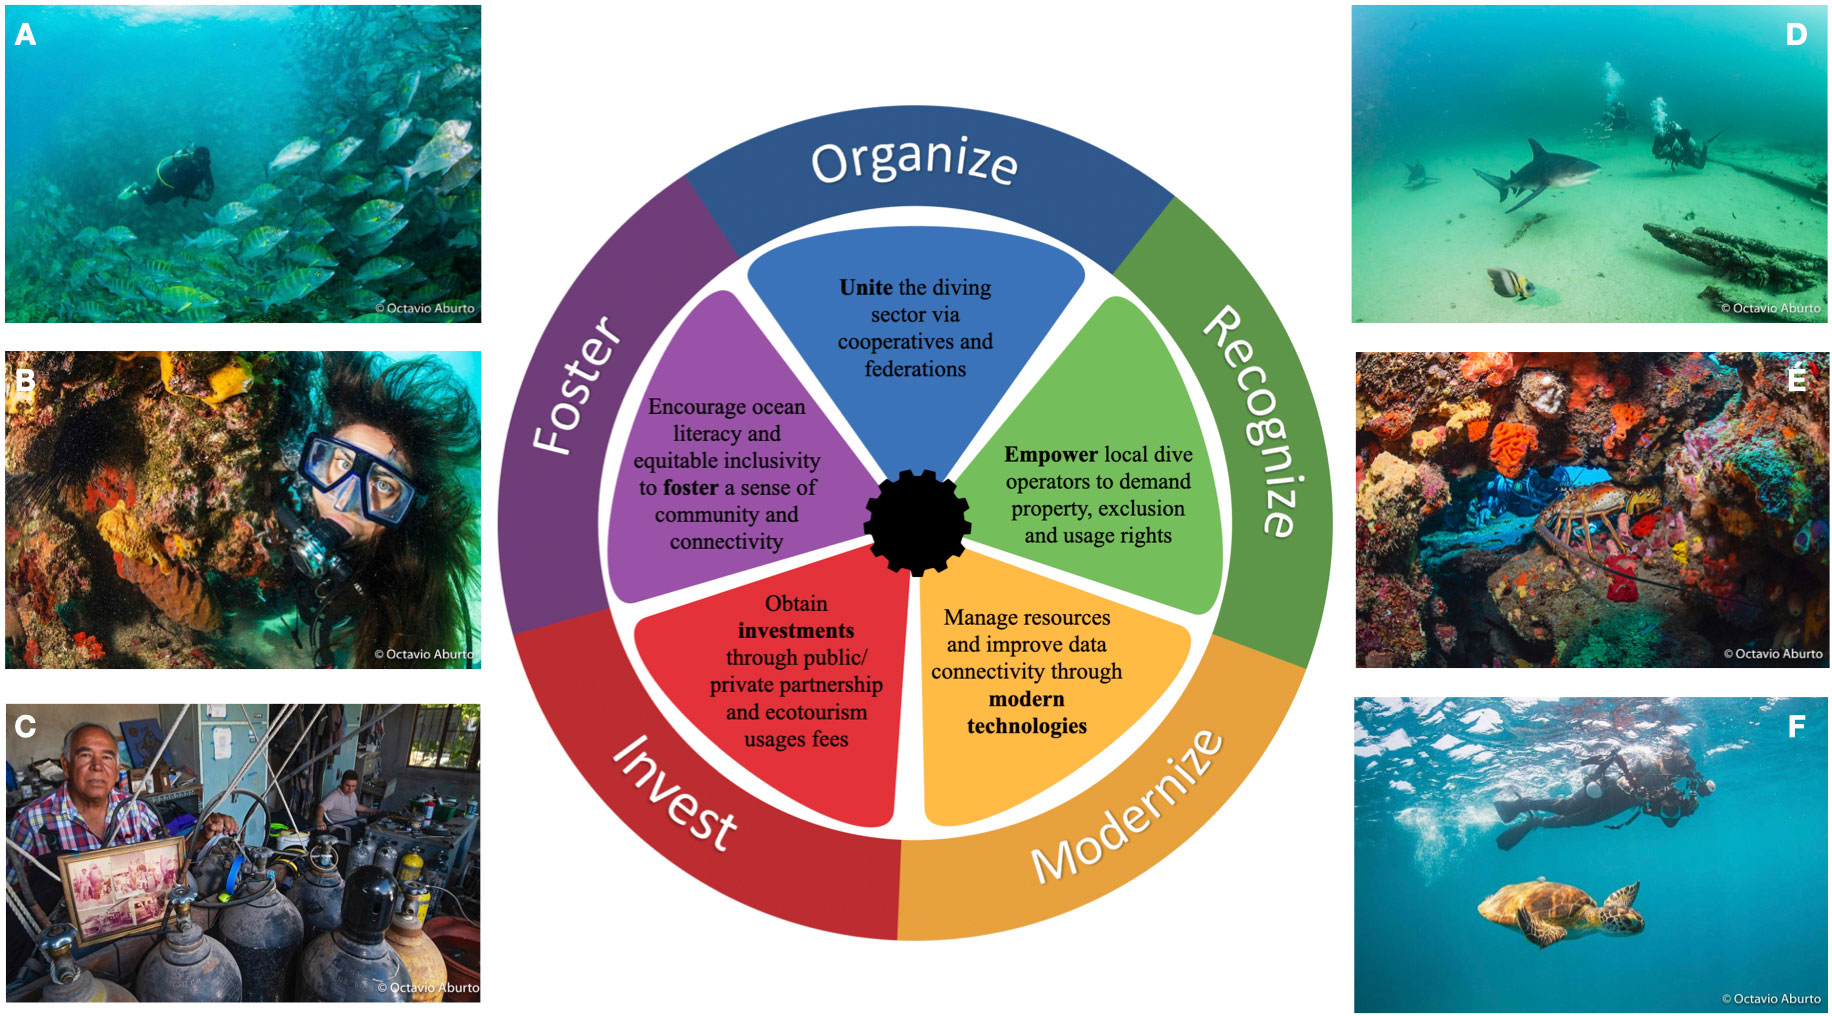 A
© Octavio Aburto
B
© Octavio Aburto
C
© Octavio Aburto
Organize
Unite the diving
sector via
cooperatives and
federations
Recognize
Empower local dive
operators to demand
property, exclusion
and usage rights
Modernize
Manage resources
and improve data
connectivity through
modern
technologies
Invest
Obtain
investments
through public/
private partnership
and ecotourism
usages fees
Foster
Encourage ocean
literacy and
equitable inclusivity
to foster a sense of
community and
connectivity
D
© Octavio Aburto
E
© Octavio Aburto
F
© Octavio Aburto